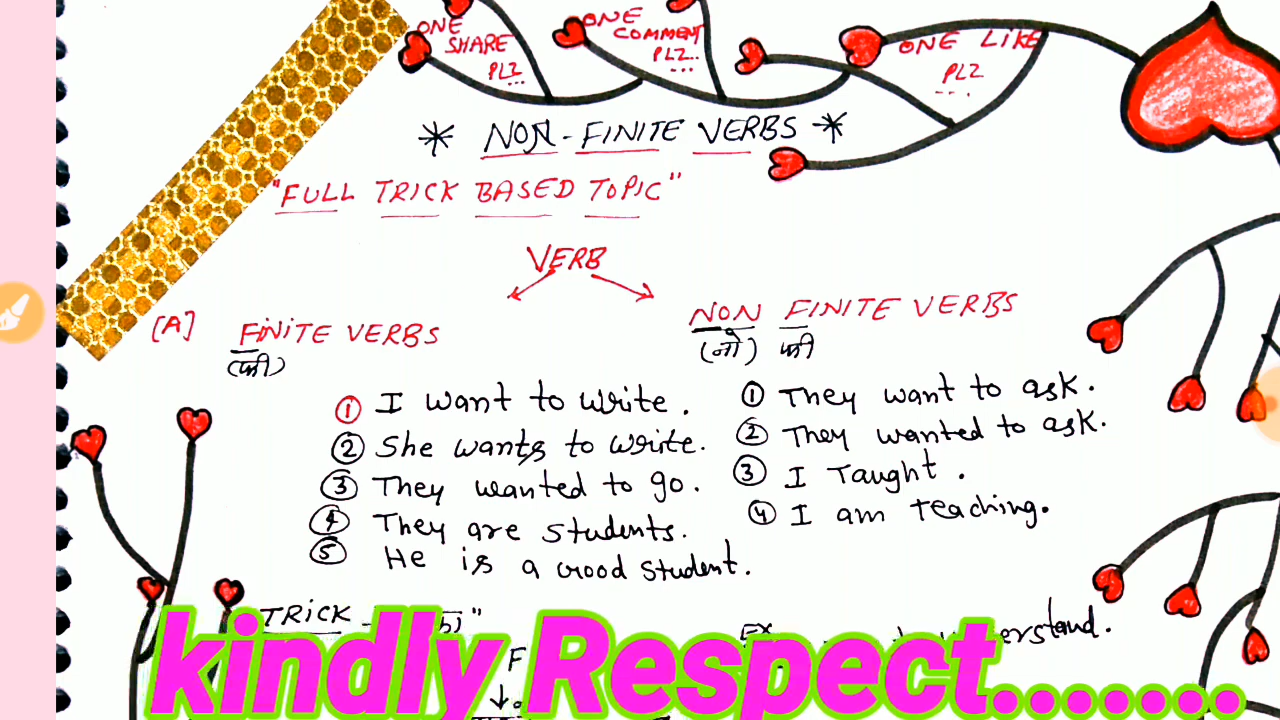 ONE SHARE PLZ...
ONE COMMENT PLZ.....
ONE LIKE PLZ....
* NON-FINITE VERBS *
"FULL TRICK BASED TOPIC"
VERB
[A] FINITE VERBS
(फी)
① I want to write.
② She wants to write.
③ They wanted to go.
④ They are students.
⑤ He is a Good student.
NON FINITE VERBS
(नो) फी
① They want to ask.
② They wanted to ask.
③ I Taught.
④ I am teaching.
TRICK
EX
kindly Respect.......